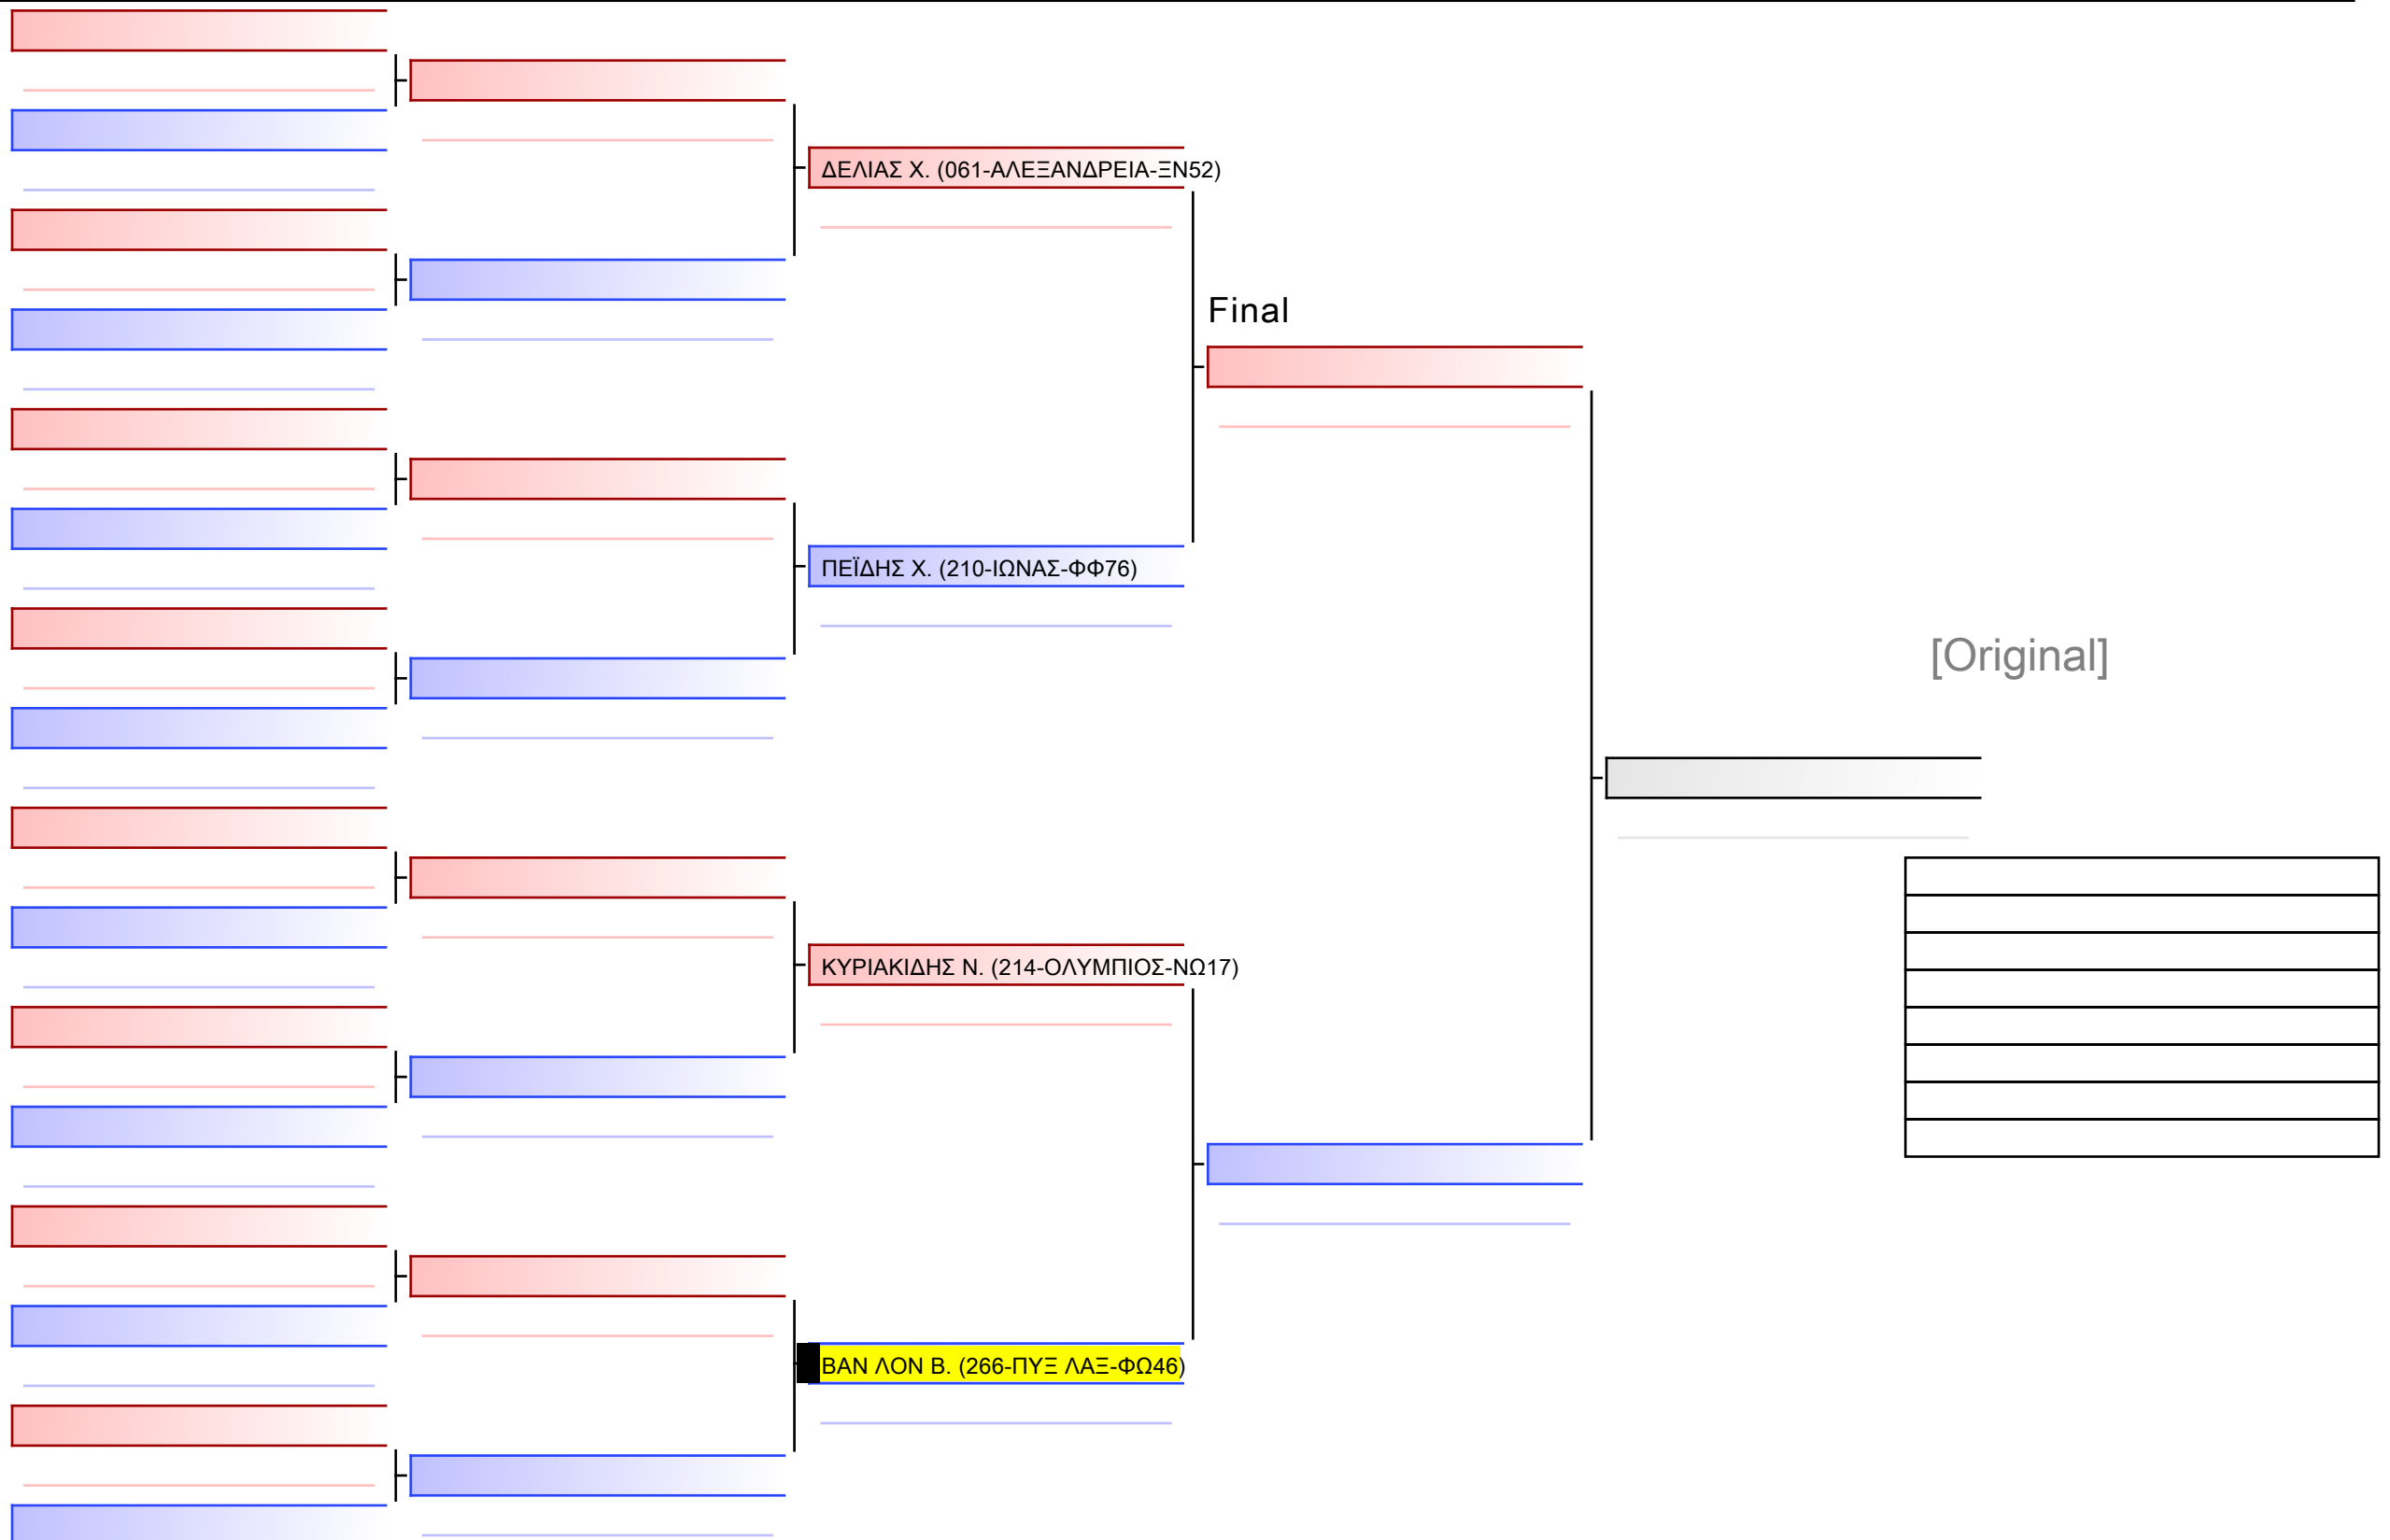 ΔΕΛΙΑΣ Χ. (061-ΑΛΕΞΑΝΔΡΕΙΑ-ΞΝ52)
Final
ΠΕΪΔΗΣ Χ. (210-ΙΩΝΑΣ-ΦΦ76)
[Original]
ΚΥΡΙΑΚΙΔΗΣ Ν. (214-ΟΛΥΜΠΙΟΣ-ΝΩ17)
ΒΑΝ ΛΟΝ Β. (266-ΠΥΞ ΛΑΞ-ΦΩ46)